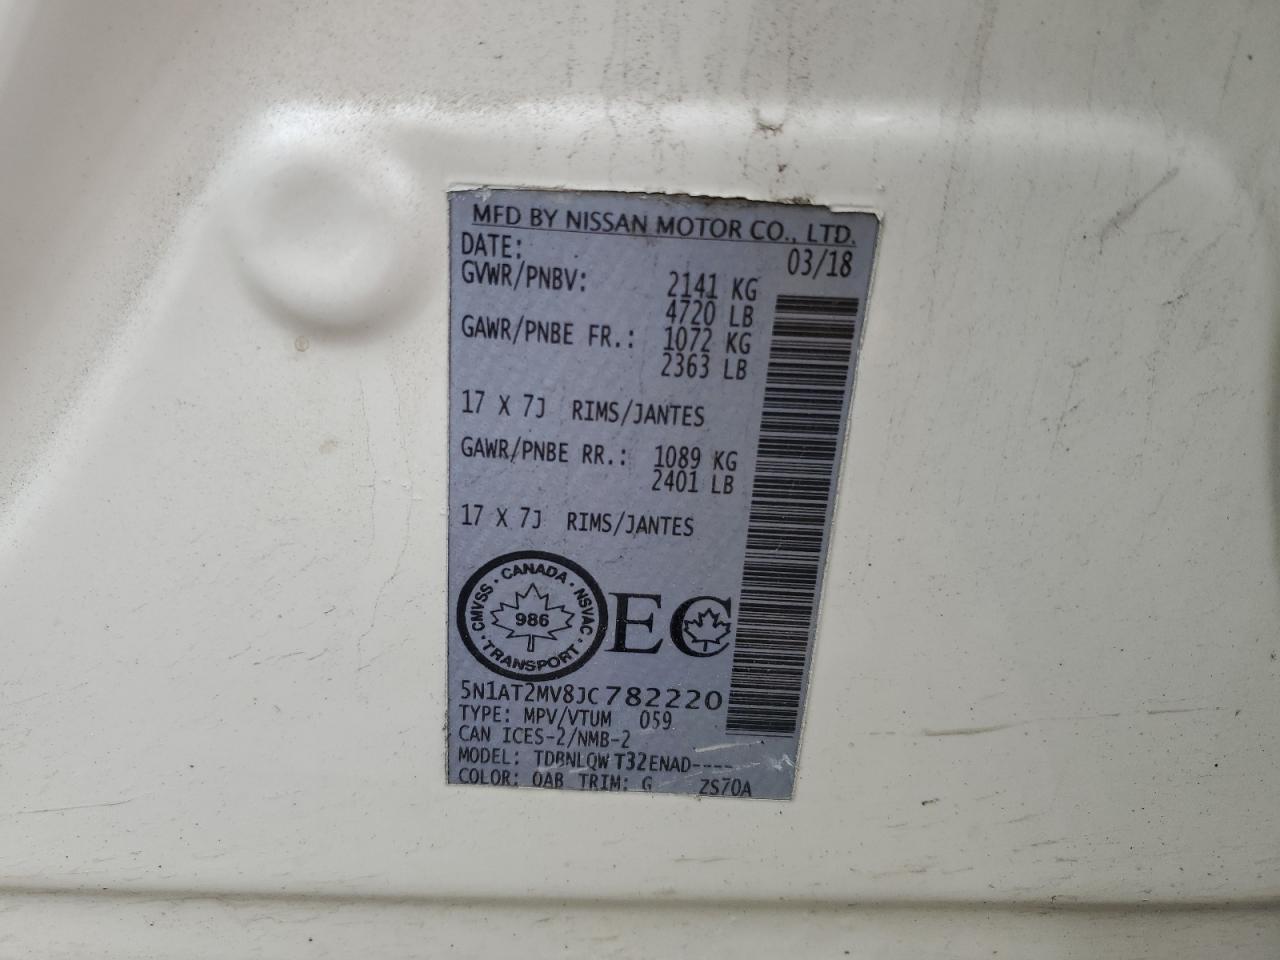 MFD BY NISSAN MOTOR CO., LTD.
DATE: 03/18
GVWR/PNBV: 2141 KG
4720 LB
GAWR/PNBE FR.: 1072 KG
2363 LB
17 X 7J RIMS/JANTES
GAWR/PNBE RR.: 1089 KG
2401 LB
17 X 7J RIMS/JANTES
CMVSS · CANADA · NSVAC · TRANSPORT ·
986
EC
5N1AT2MV8JC782220
TYPE: MPV/VTUM 059
CAN ICES-2/NMB-2
MODEL: TDBNLQWT32ENAD----
COLOR: QAB TRIM: G ZS70A